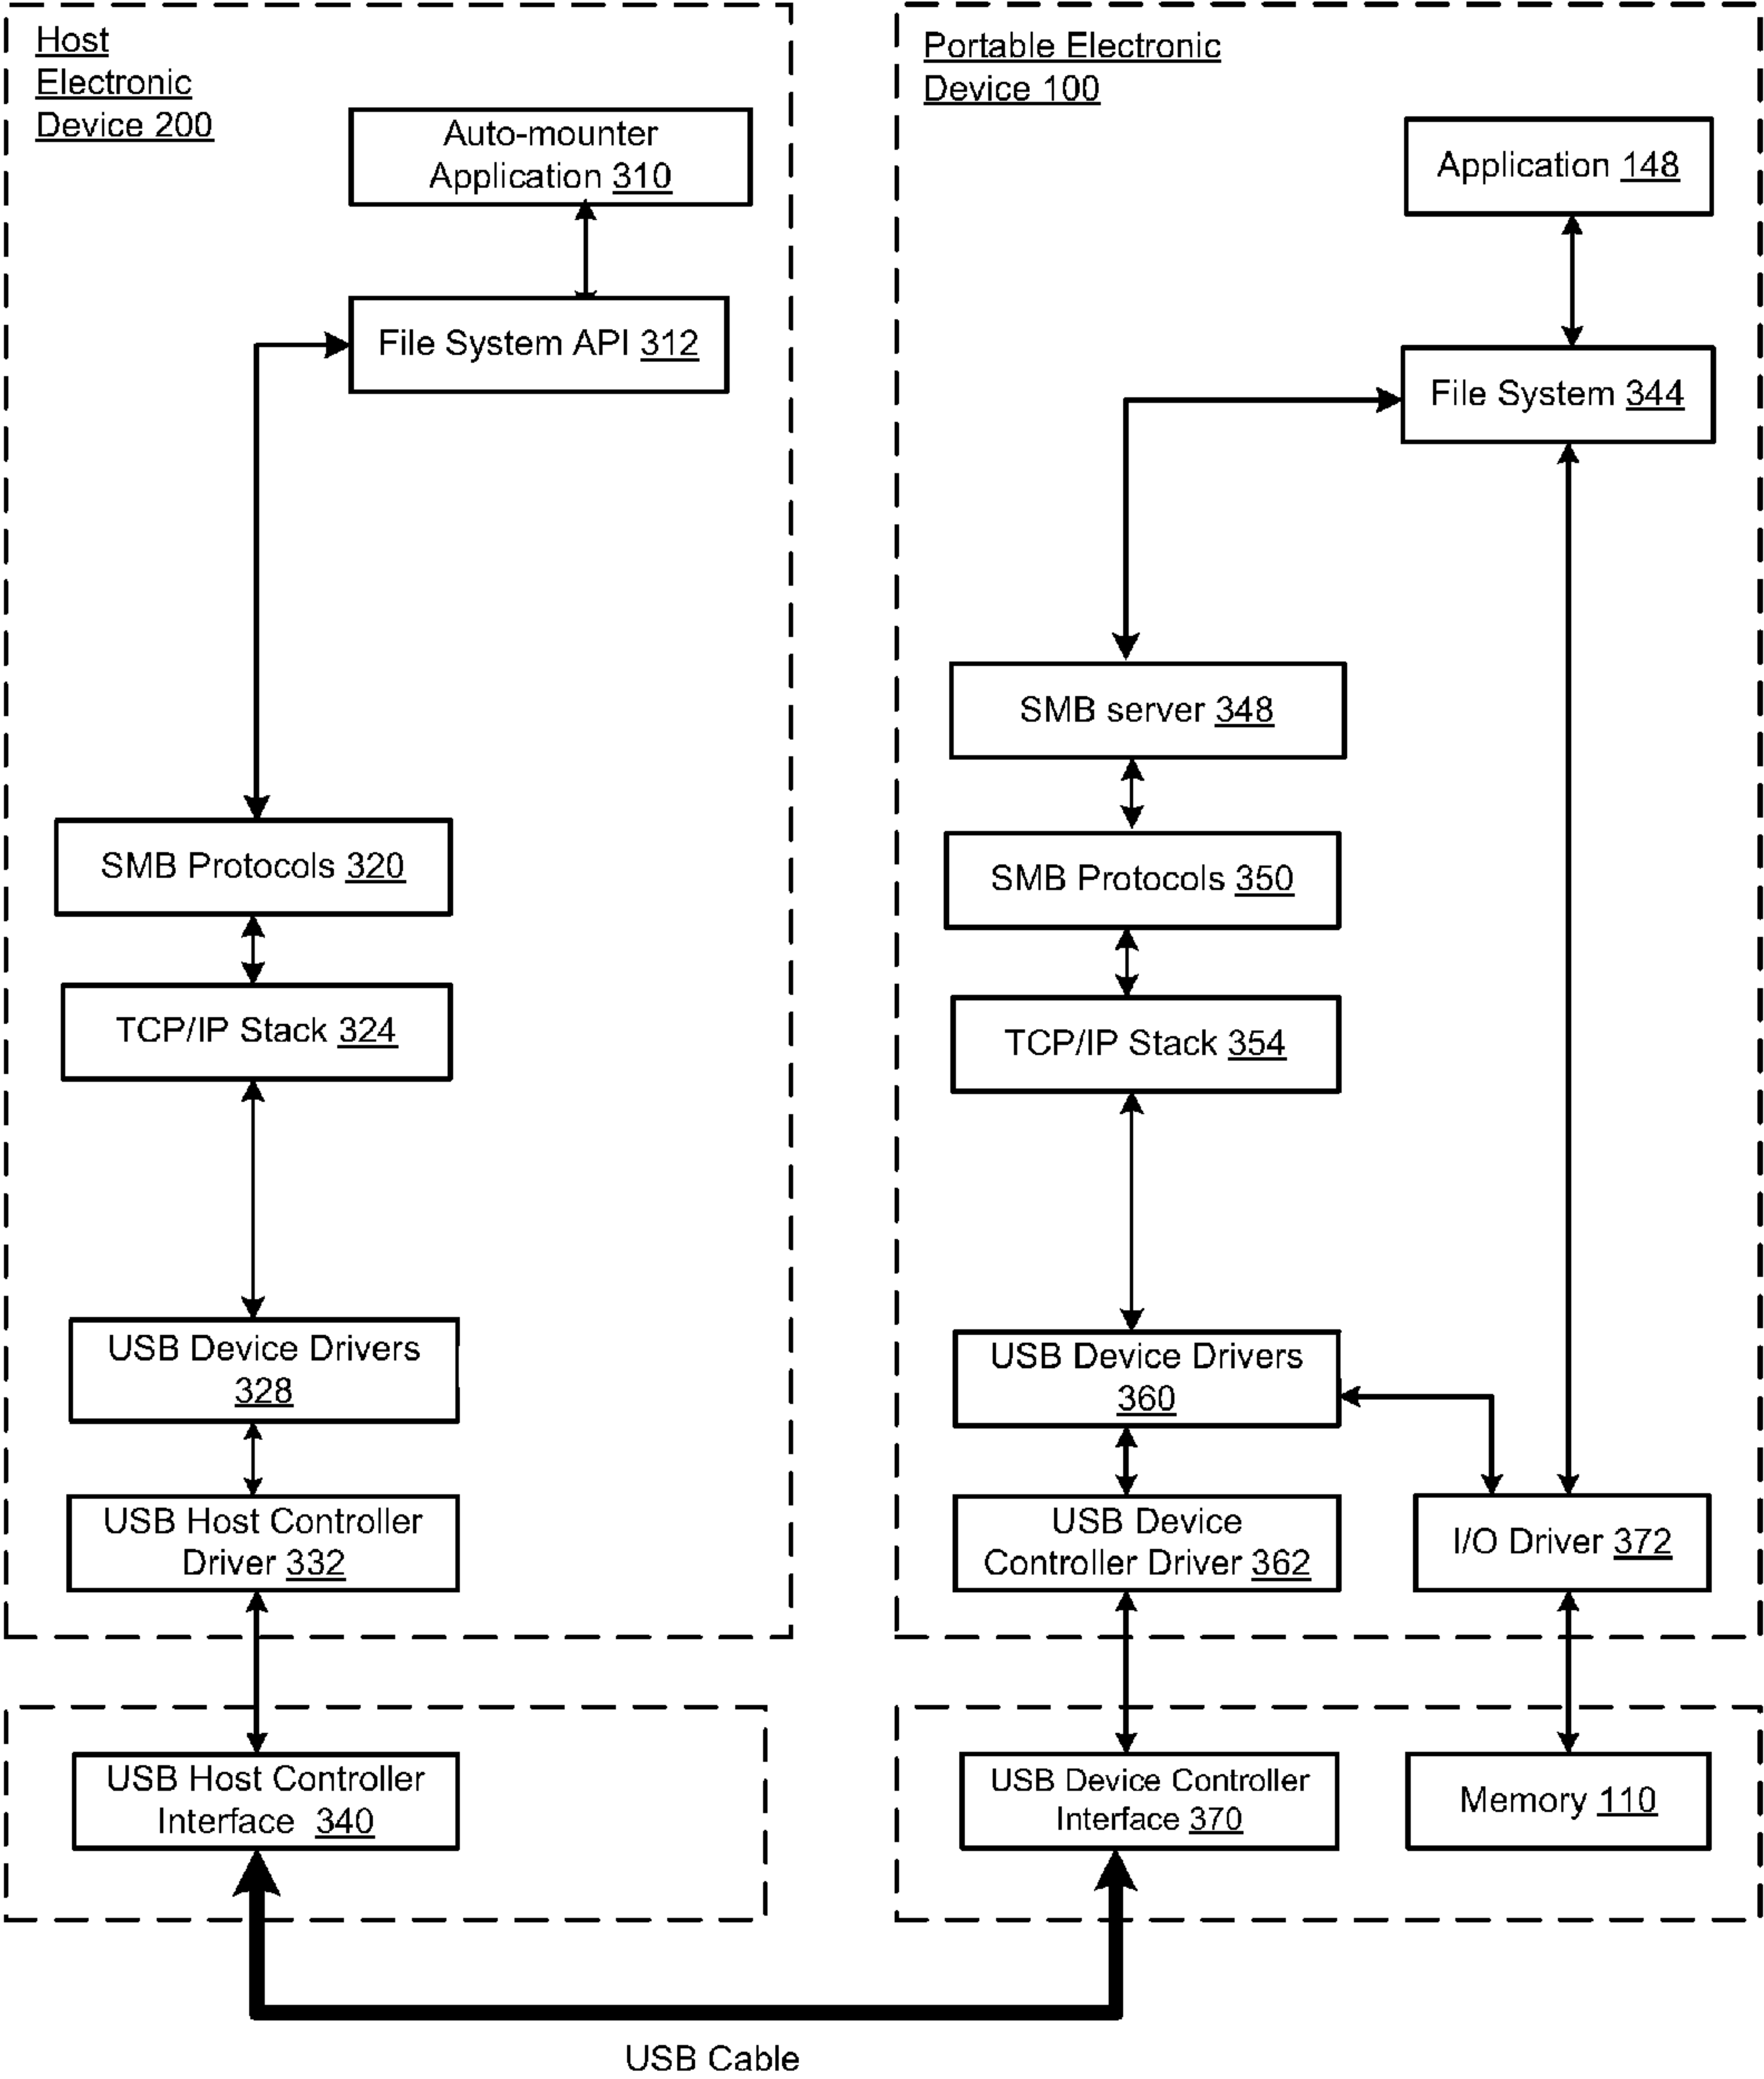 Host
Electronic
Device 200
Auto-mounter
Application 310
File System API 312
SMB Protocols 320
TCP/IP Stack 324
USB Device Drivers
328
USB Host Controller
Driver 332
USB Host Controller
Interface 340
Portable Electronic
Device 100
Application 148
File System 344
SMB server 348
SMB Protocols 350
TCP/IP Stack 354
USB Device Drivers
360
USB Device
Controller Driver 362
I/O Driver 372
USB Device Controller
Interface 370
Memory 110
USB Cable